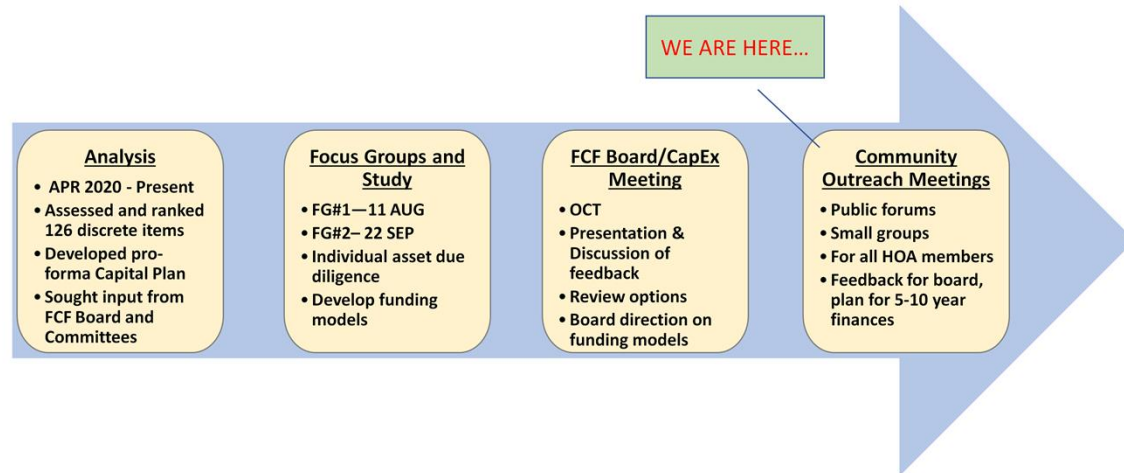 WE ARE HERE...
Analysis
• APR 2020 - Present
• Assessed and ranked
126 discrete items
• Developed pro-
forma Capital Plan
• Sought input from
FCF Board and
Committees
Focus Groups and
Study
• FG#1—11 AUG
• FG#2– 22 SEP
• Individual asset due
diligence
• Develop funding
models
FCF Board/CapEx
Meeting
• OCT
• Presentation &
Discussion of
feedback
• Review options
• Board direction on
funding models
Community
Outreach Meetings
• Public forums
• Small groups
• For all HOA members
• Feedback for board,
plan for 5-10 year
finances